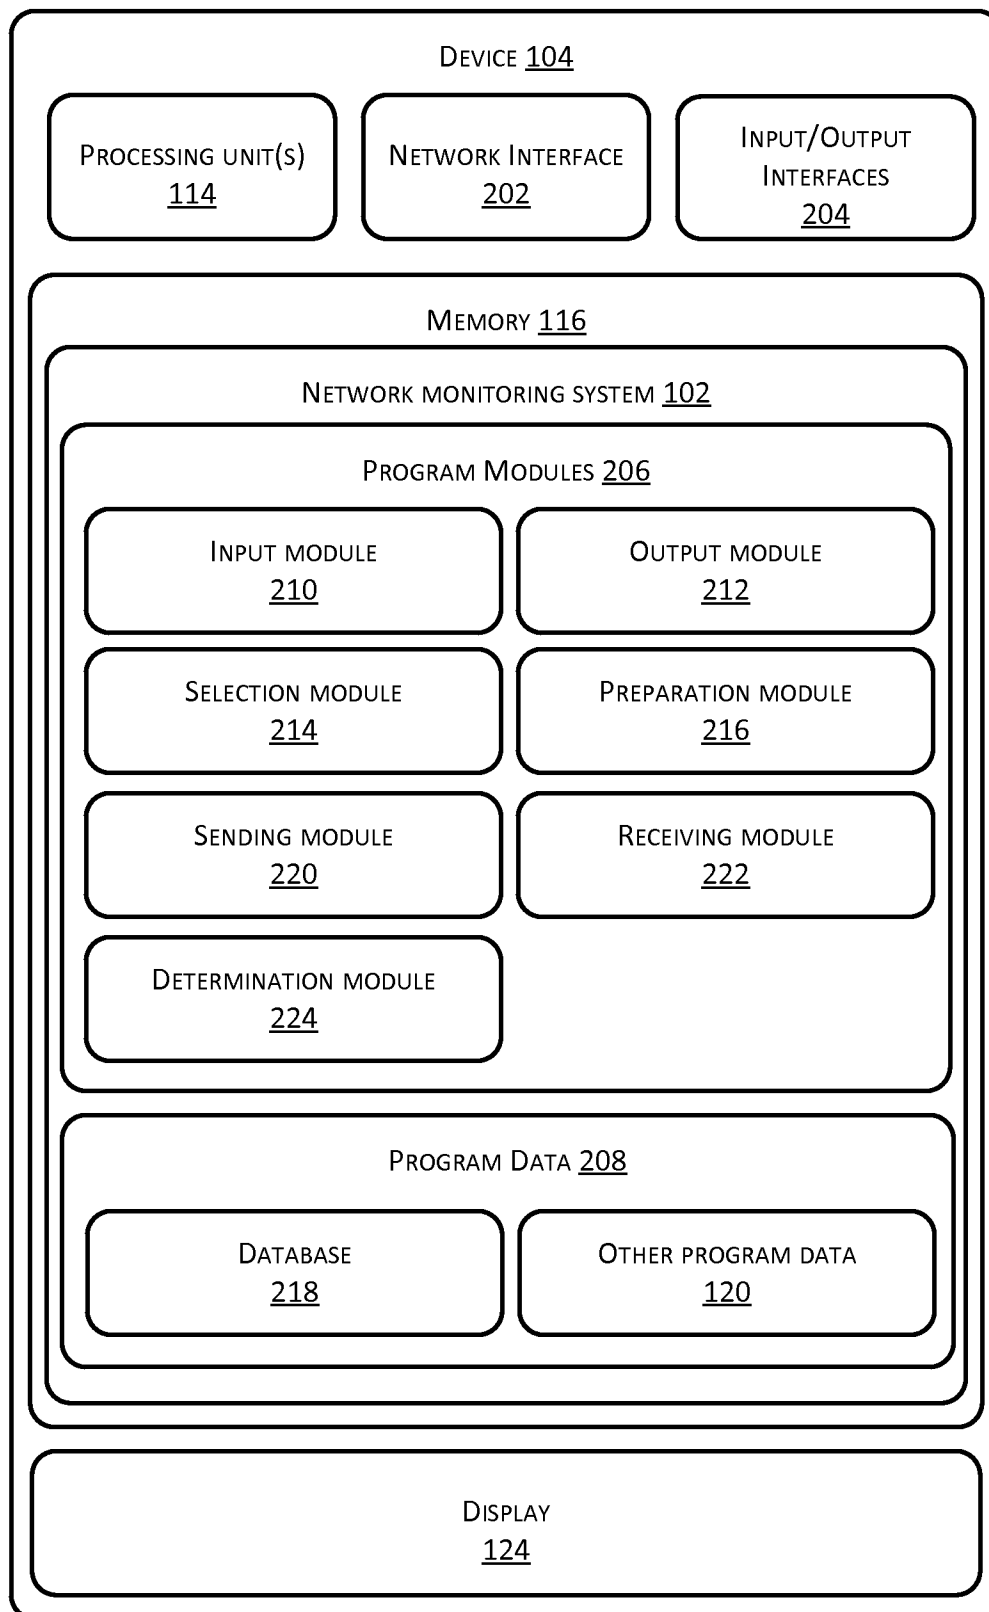 DEVICE 104
PROCESSING UNIT(S)
114
NETWORK INTERFACE
202
INPUT/OUTPUT
INTERFACES
204
MEMORY 116
NETWORK MONITORING SYSTEM 102
PROGRAM MODULES 206
INPUT MODULE
210
OUTPUT MODULE
212
SELECTION MODULE
214
PREPARATION MODULE
216
SENDING MODULE
220
RECEIVING MODULE
222
DETERMINATION MODULE
224
PROGRAM DATA 208
DATABASE
218
OTHER PROGRAM DATA
120
DISPLAY
124